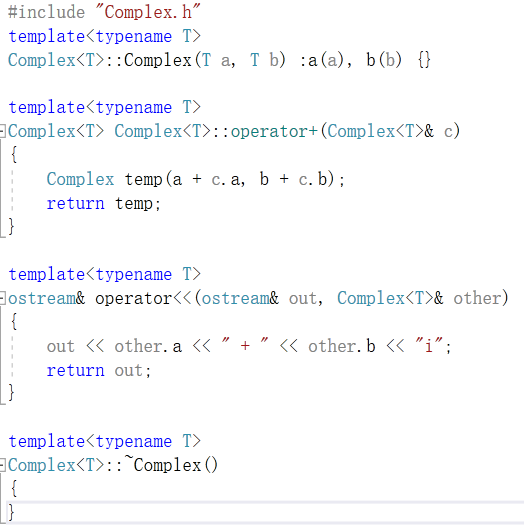 #include "Complex.h"
template<typename T>
Complex<T>::Complex(T a, T b) :a(a), b(b) {}
template<typename T>
Complex<T> Complex<T>::operator+(Complex<T>& c)
{
Complex temp(a + c.a, b + c.b);
return temp;
}
template<typename T>
ostream& operator<<(ostream& out, Complex<T>& other)
{
out << other.a << " + " << other.b << "i";
return out;
}
template<typename T>
Complex<T>::~Complex()
{
}